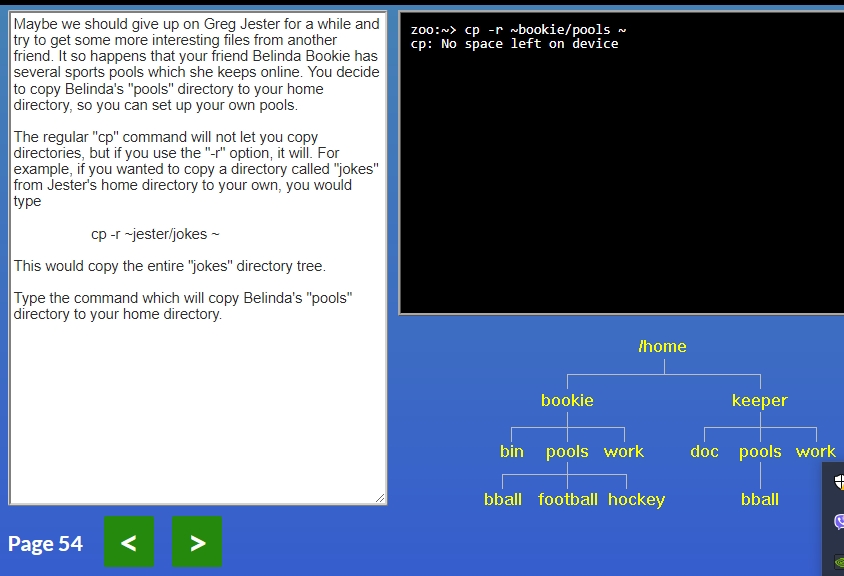 Maybe we should give up on Greg Jester for a while and
try to get some more interesting files from another
friend. It so happens that your friend Belinda Bookie has
several sports pools which she keeps online. You decide
to copy Belinda's "pools" directory to your home
directory, so you can set up your own pools.
The regular "cp" command will not let you copy
directories, but if you use the "-r" option, it will. For
example, if you wanted to copy a directory called "jokes"
from Jester's home directory to your own, you would
type
cp -r ~jester/jokes ~
This would copy the entire "jokes" directory tree.
Type the command which will copy Belinda's "pools"
directory to your home directory.
zoo:~> cp -r ~bookie/pools ~
cp: No space left on device
/home
bookie keeper
bin pools work doc pools work
bball football hockey bball
Page 54 < >